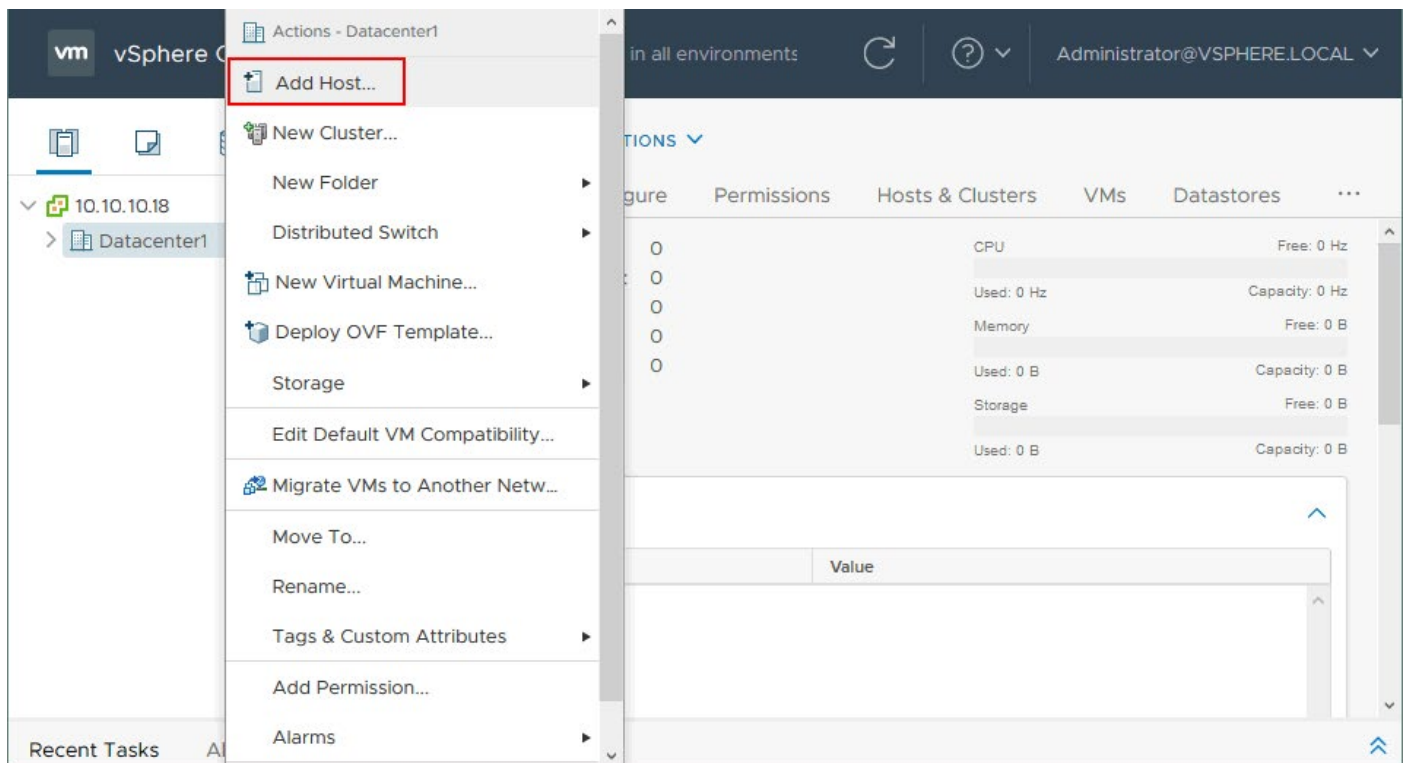 vm vSphere C
in all environments
Administrator@VSPHERE.LOCAL
Actions - Datacenter1
Add Host...
New Cluster...
New Folder
Distributed Switch
New Virtual Machine...
Deploy OVF Template...
Storage
Edit Default VM Compatibility...
Migrate VMs to Another Netw...
Move To...
Rename...
Tags & Custom Attributes
Add Permission...
Alarms
10.10.10.18
Datacenter1
TIONS
gure Permissions Hosts & Clusters VMs Datastores ...
0
: 0
0
0
0
CPU Free: 0 Hz
Used: 0 Hz Capacity: 0 Hz
Memory Free: 0 B
Used: 0 B Capacity: 0 B
Storage Free: 0 B
Used: 0 B Capacity: 0 B
Value
Recent Tasks Al